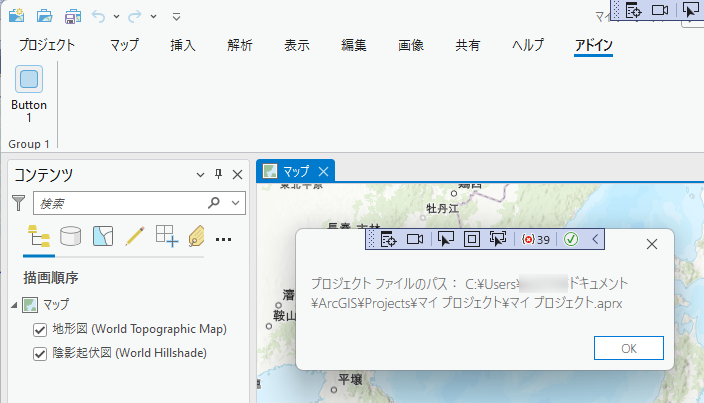 マイ
プロジェクト マップ 挿入 解析 表示 編集 画像 共有 ヘルプ アドイン
Button
1
Group 1
コンテンツ
マップ
検索
牡丹江
描画順序
マップ
地形図 (World Topographic Map)
陰影起伏図 (World Hillshade)
39
プロジェクト ファイルのパス： C:¥Users¥ ドキュメント
¥ArcGIS¥Projects¥マイ プロジェクト¥マイ プロジェクト.aprx
OK
鞍山
平壌